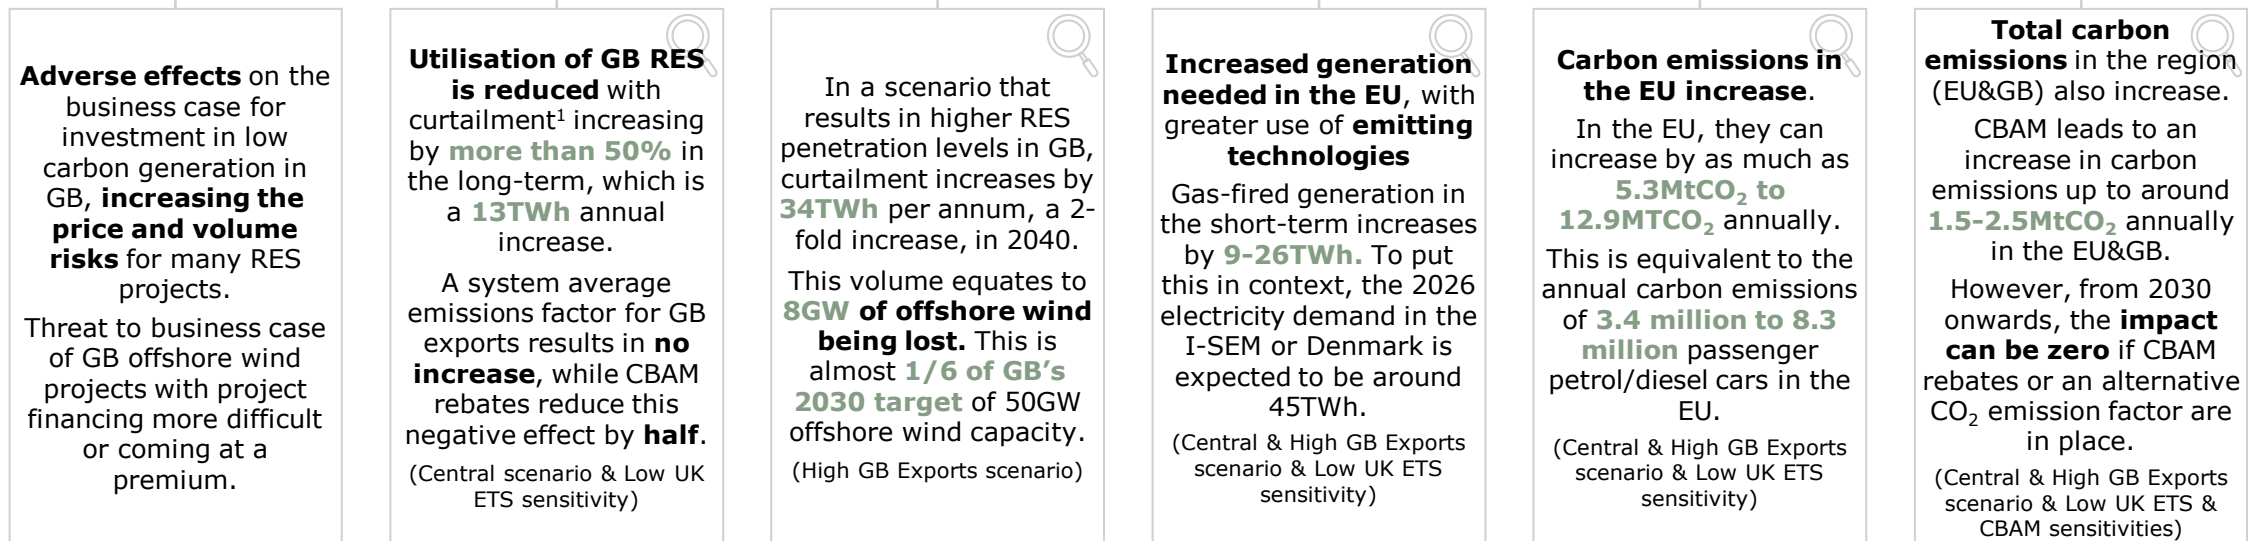 Adverse effects on the
business case for
investment in low
carbon generation in
GB, increasing the
price and volume
risks for many RES
projects.
Threat to business case
of GB offshore wind
projects with project
financing more difficult
or coming at a
premium.
Utilisation of GB RES
is reduced with
curtailment¹ increasing
by more than 50% in
the long-term, which is
a 13TWh annual
increase.
A system average
emissions factor for GB
exports results in no
increase, while CBAM
rebates reduce this
negative effect by half.
(Central scenario & Low UK
ETS sensitivity)
In a scenario that
results in higher RES
penetration levels in GB,
curtailment increases by
34TWh per annum, a 2-
fold increase, in 2040.
This volume equates to
8GW of offshore wind
being lost. This is
almost 1/6 of GB’s
2030 target of 50GW
offshore wind capacity.
(High GB Exports scenario)
Increased generation
needed in the EU, with
greater use of emitting
technologies
Gas-fired generation in
the short-term increases
by 9-26TWh. To put
this in context, the 2026
electricity demand in the
I-SEM or Denmark is
expected to be around
45TWh.
(Central & High GB Exports
scenario & Low UK ETS
sensitivity)
Carbon emissions in
the EU increase.
In the EU, they can
increase by as much as
5.3MtCO₂ to
12.9MTCO₂ annually.
This is equivalent to the
annual carbon emissions
of 3.4 million to 8.3
million passenger
petrol/diesel cars in the
EU.
(Central & High GB Exports
scenario & Low UK ETS
sensitivity)
Total carbon
emissions in the region
(EU&GB) also increase.
CBAM leads to an
increase in carbon
emissions up to around
1.5-2.5MtCO₂ annually
in the EU&GB.
However, from 2030
onwards, the impact
can be zero if CBAM
rebates or an alternative
CO₂ emission factor are
in place.
(Central & High GB Exports
scenario & Low UK ETS &
CBAM sensitivities)